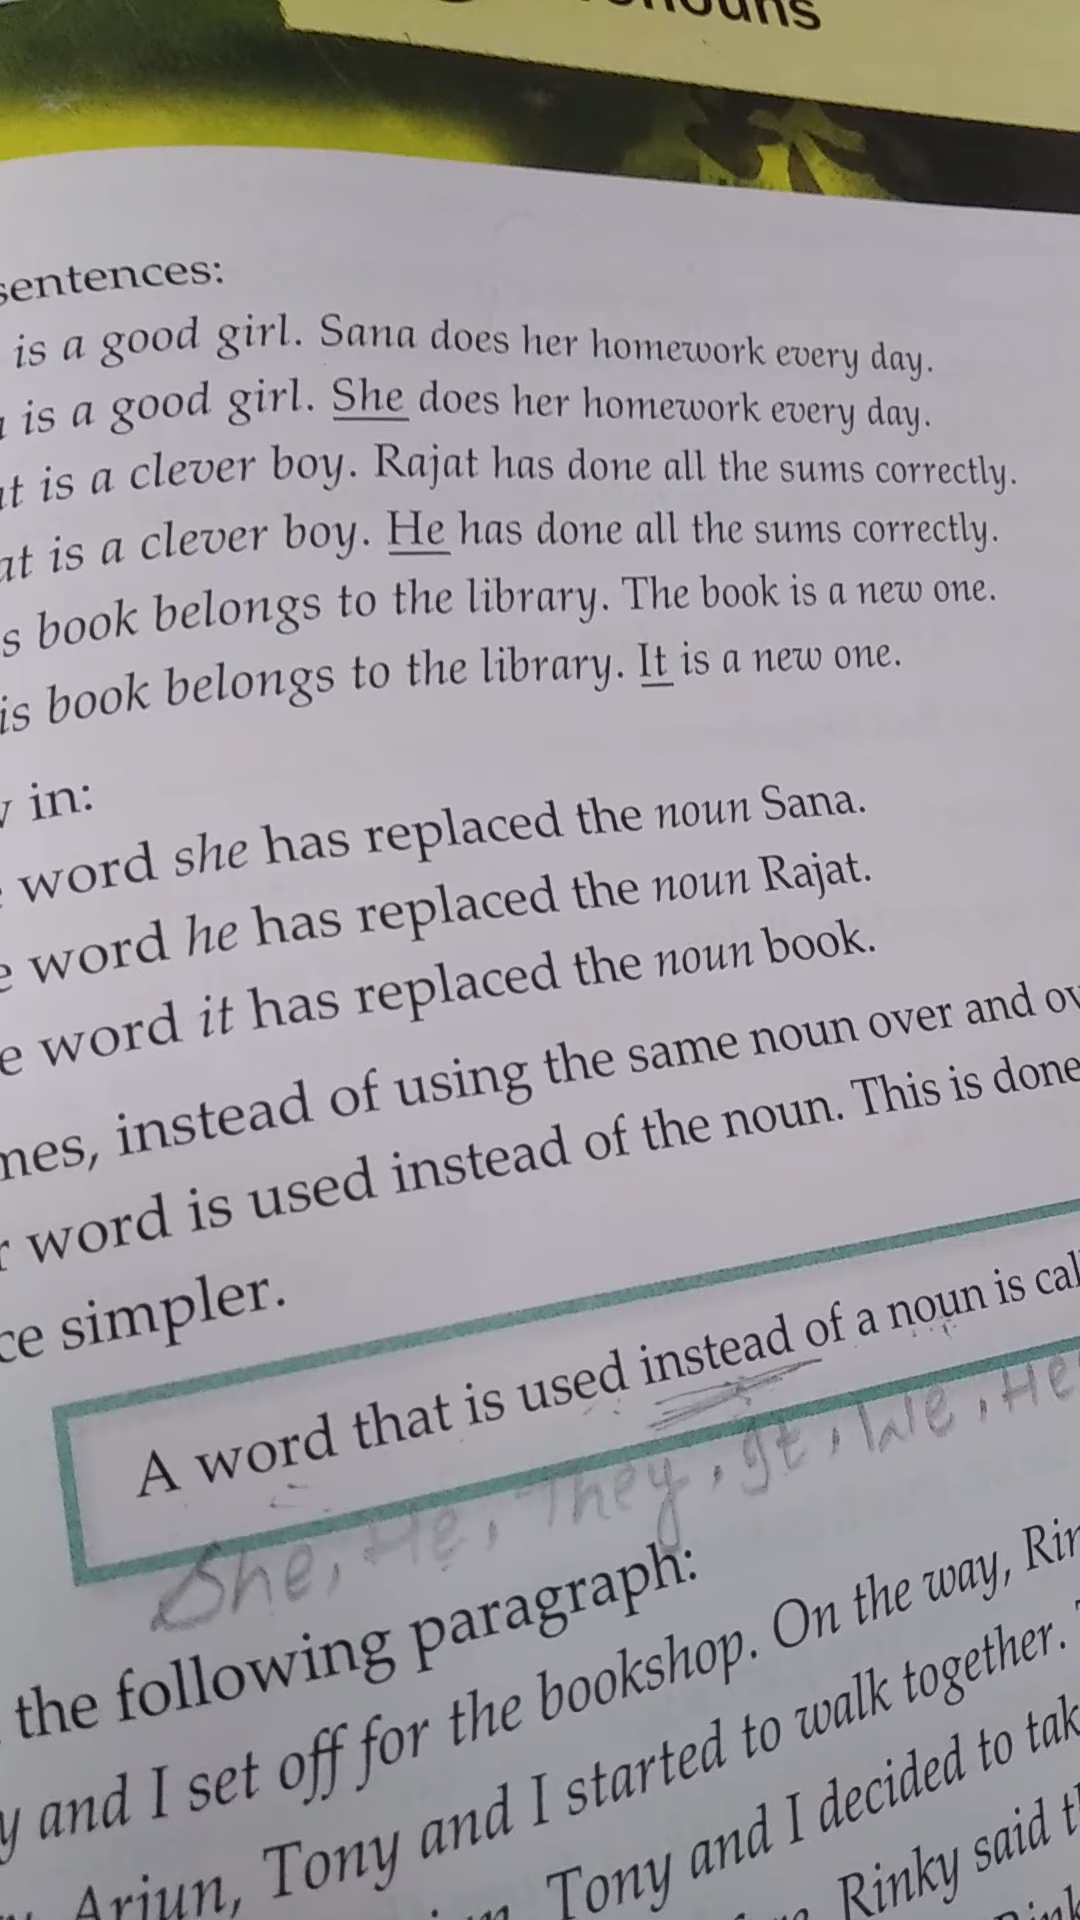 sentences:
is a good girl. Sana does her homework every day.
is a good girl. She does her homework every day.
is a clever boy. Rajat has done all the sums correctly.
is a clever boy. He has done all the sums correctly.
book belongs to the library. The book is a new one.
book belongs to the library. It is a new one.
in:
word she has replaced the noun Sana.
word he has replaced the noun Rajat.
word it has replaced the noun book.
instead of using the same noun over and
word is used instead of the noun. This is done
simpler.
A word that is used instead of a noun is
She, He, They, It, We, He
the following paragraph:
and I set off for the bookshop. On the way,
Arjun, Tony and I started to walk together.
Tony and I decided to
Rinky said